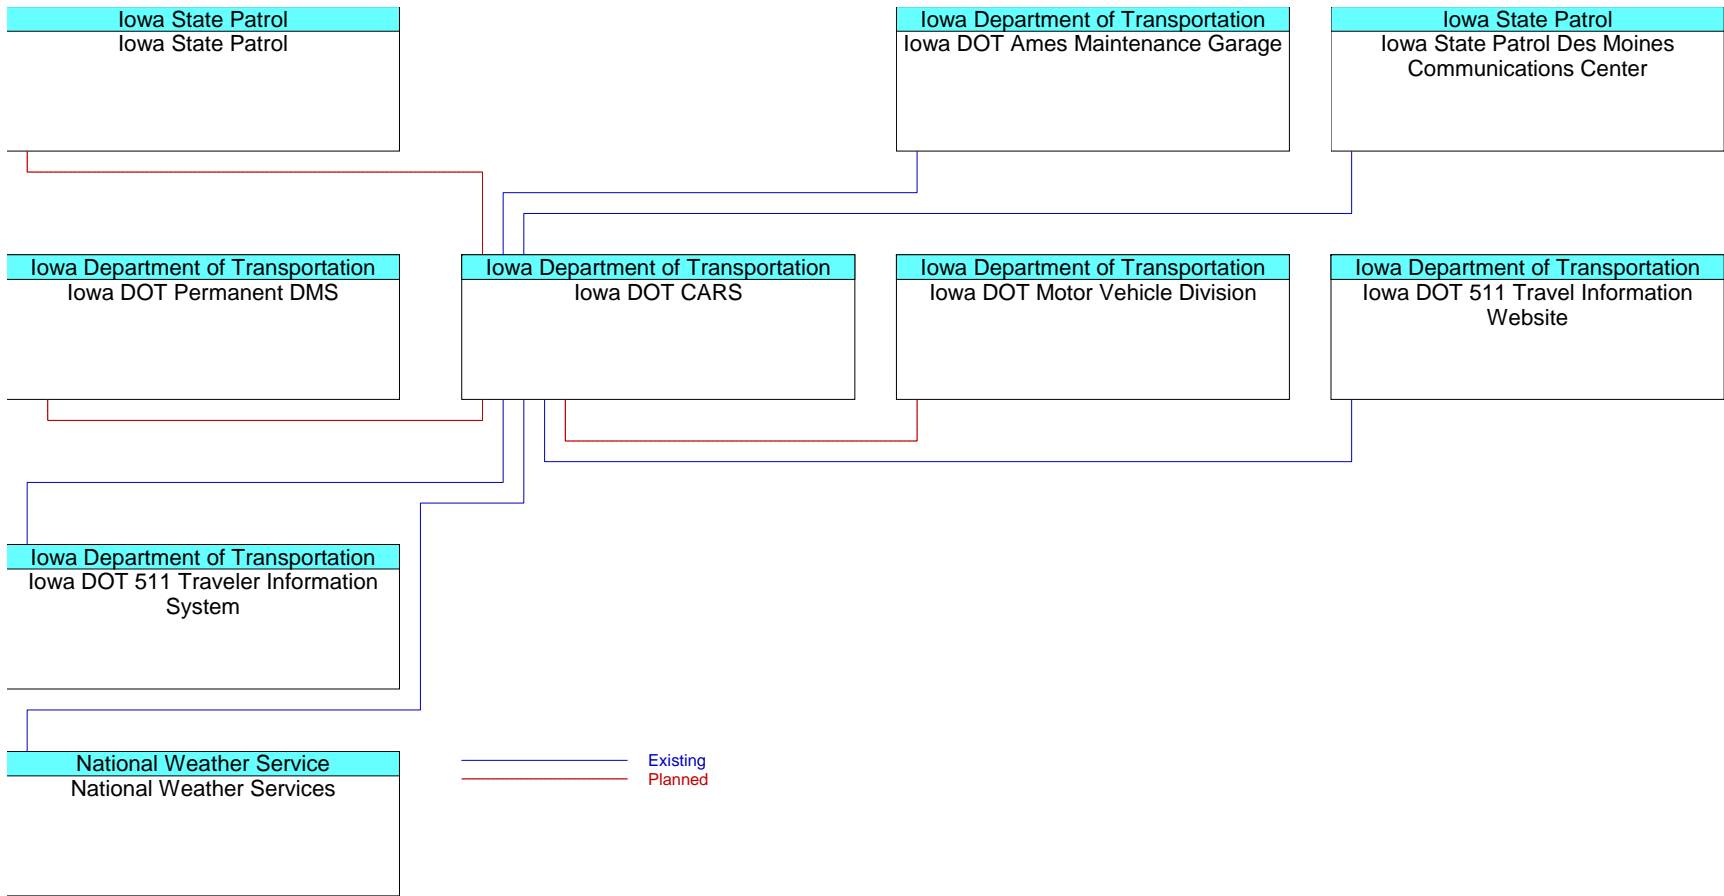 Iowa State Patrol
Iowa State Patrol
Iowa Department of Transportation
Iowa DOT Ames Maintenance Garage
Iowa State Patrol
Iowa State Patrol Des Moines
Communications Center
Iowa Department of Transportation
Iowa DOT Permanent DMS
Iowa Department of Transportation
Iowa DOT CARS
Iowa Department of Transportation
Iowa DOT Motor Vehicle Division
Iowa Department of Transportation
Iowa DOT 511 Travel Information
Website
Iowa Department of Transportation
Iowa DOT 511 Traveler Information
System
National Weather Service
National Weather Services
Existing
Planned